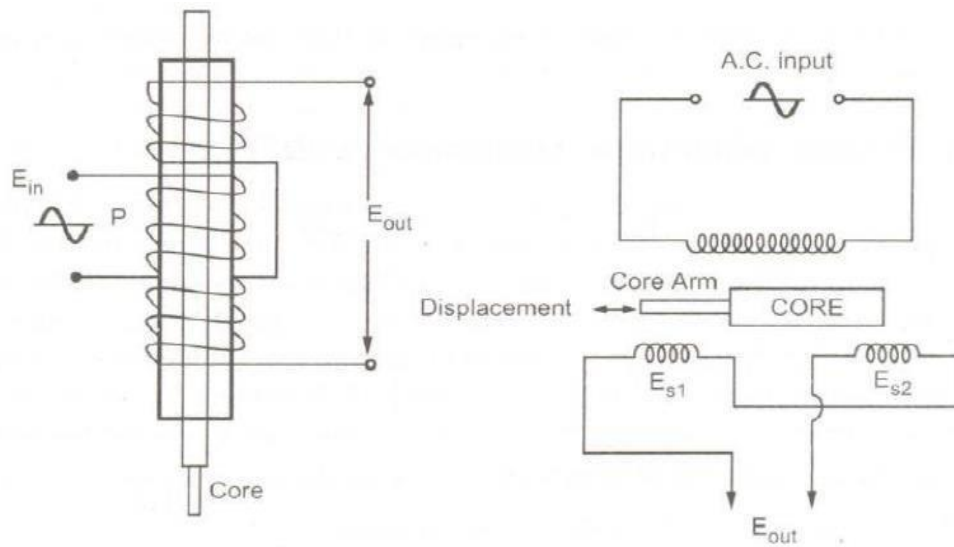 E_in
P
E_out
Core
A.C. input
Core Arm
Displacement
CORE
E_s1
E_s2
E_out